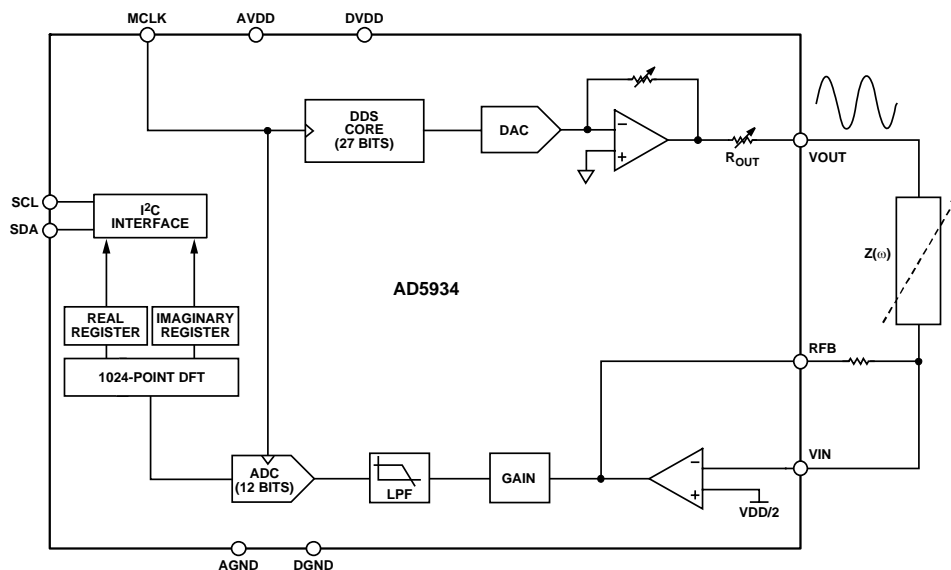 MCLK
AVDD
DVDD
DDS
CORE
(27 BITS)
DAC
ROUT
VOUT
SCL
SDA
I2C
INTERFACE
Z(ω)
AD5934
REAL
REGISTER
IMAGINARY
REGISTER
1024-POINT DFT
RFB
VIN
ADC
(12 BITS)
LPF
GAIN
VDD/2
AGND
DGND